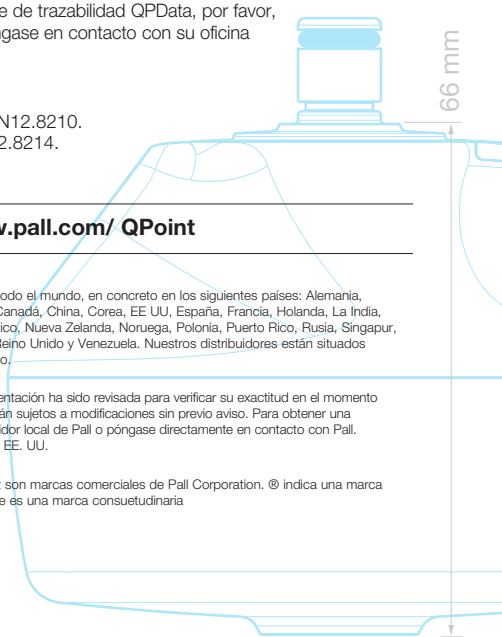 e de trazabilidad QPData, por favor,
ngase en contacto con su oficina
N12.8210.
2.8214.
w.pall.com/ QPoint
odo el mundo, en concreto en los siguientes países: Alemania,
Canadá, China, Corea, EE UU, España, Francia, Holanda, La India,
ico, Nueva Zelanda, Noruega, Polonia, Puerto Rico, Rusia, Singapur,
Reino Unido y Venezuela. Nuestros distribuidores están situados
o.
entación ha sido revisada para verificar su exactitud en el momento
án sujetos a modificaciones sin previo aviso. Para obtener una
idor local de Pall o póngase directamente en contacto con Pall.
EE. UU.
t son marcas comerciales de Pall Corporation. ® indica una marca
e es una marca consuetudinaria
66 mm